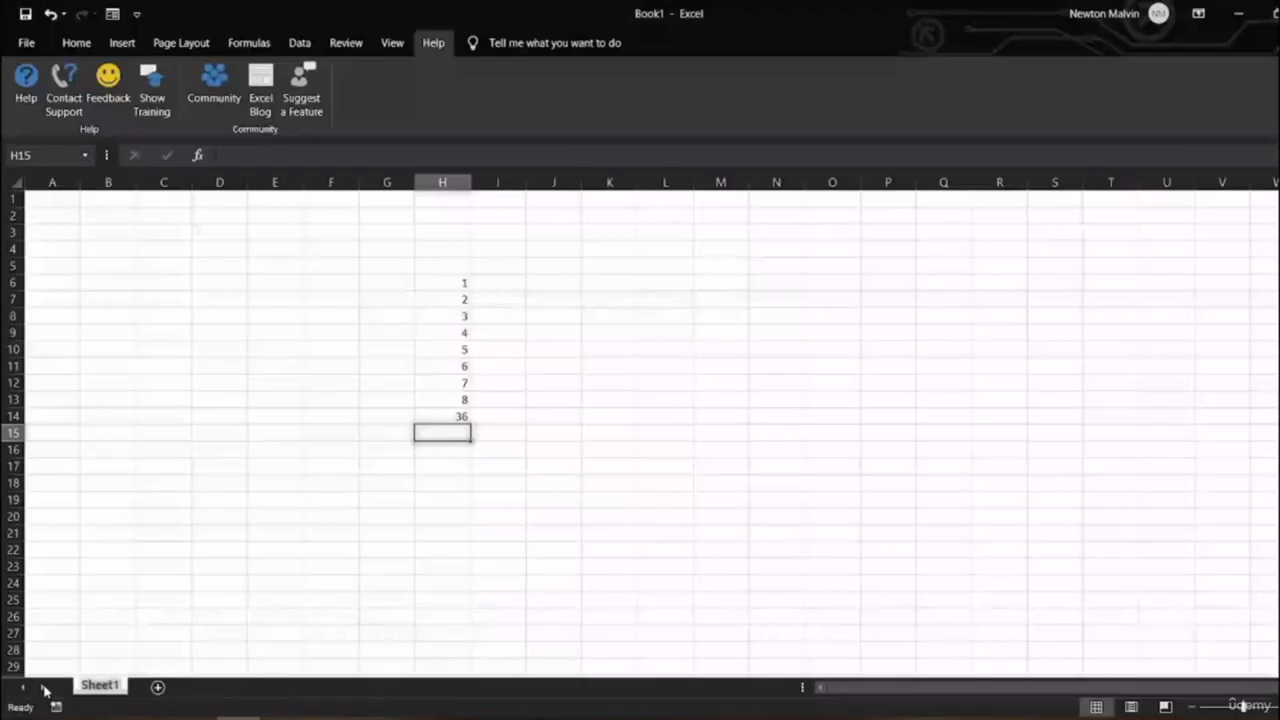 Book1 - Excel
Newton Malvin
NM
File Home Insert Page Layout Formulas Data Review View Help Tell me what you want to do
Help Contact Support Feedback Show Training Community Excel Blog Suggest a Feature
Help Community
H15 fx
A B C D E F G H I J K L M N O P Q R S T U V
1
2
3
4
5
6 1
7 2
8 3
9 4
10 5
11 6
12 7
13 8
14 36
15
16
17
18
19
20
21
22
23
24
25
26
27
28
29
Sheet1
Ready
Udemy